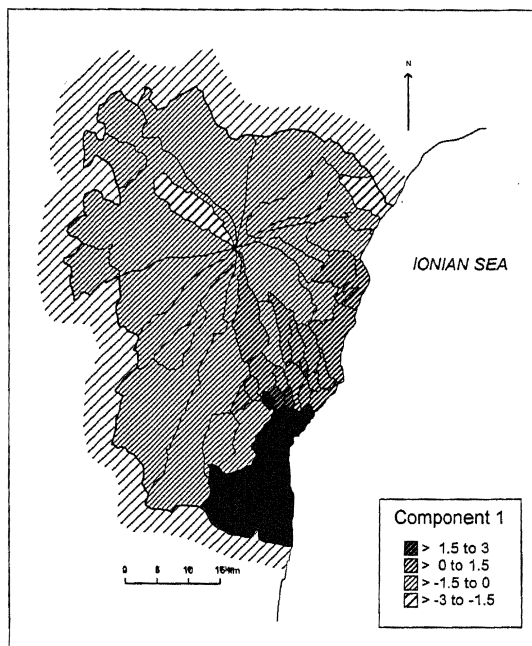 N
IONIAN SEA
Component 1
> 1.5 to 3
> 0 to 1.5
> -1.5 to 0
> -3 to -1.5
0 5 10 15 km